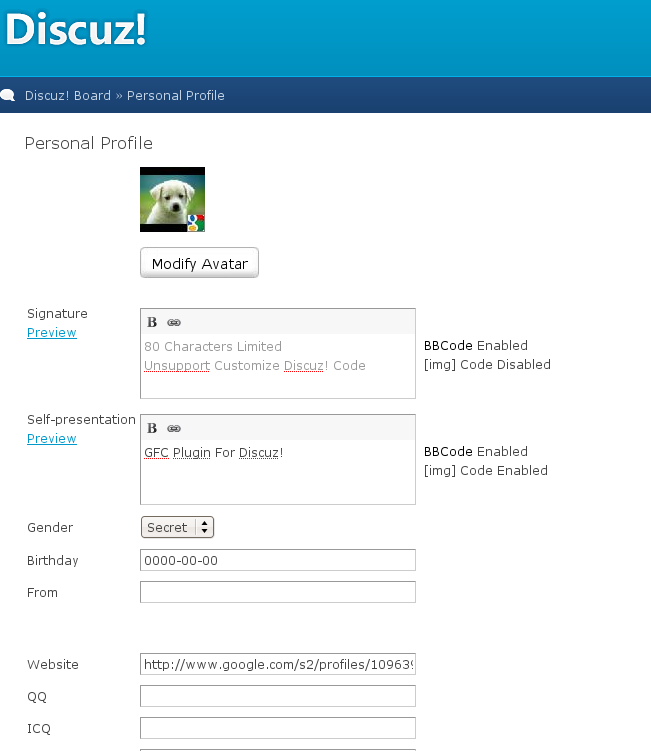 Discuz!
Discuz! Board » Personal Profile
Personal Profile
Modify Avatar
Signature
Preview
B
80 Characters Limited
Unsupport Customize Discuz! Code
BBCode Enabled
[img] Code Disabled
Self-presentation
Preview
B
GFC Plugin For Discuz!
BBCode Enabled
[img] Code Enabled
Gender
Secret
Birthday
0000-00-00
From
Website
http://www.google.com/s2/profiles/109639
QQ
ICQ